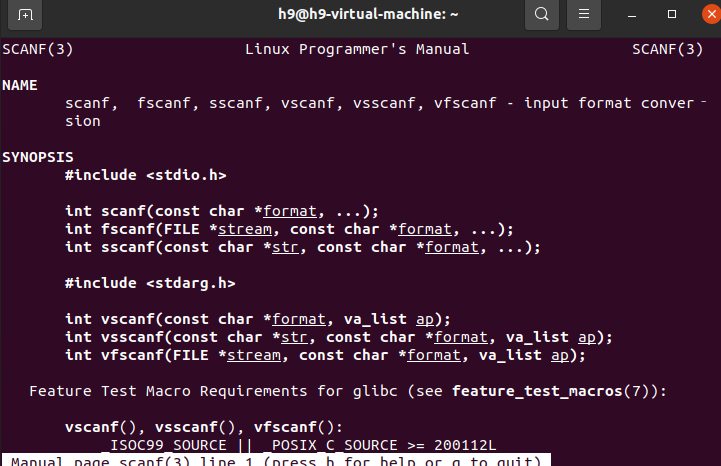 h9@h9-virtual-machine: ~
SCANF(3) Linux Programmer's Manual SCANF(3)
NAME
scanf, fscanf, sscanf, vscanf, vsscanf, vfscanf - input format conver-
sion
SYNOPSIS
#include <stdio.h>
int scanf(const char *format, ...);
int fscanf(FILE *stream, const char *format, ...);
int sscanf(const char *str, const char *format, ...);
#include <stdarg.h>
int vscanf(const char *format, va_list ap);
int vsscanf(const char *str, const char *format, va_list ap);
int vfscanf(FILE *stream, const char *format, va_list ap);
Feature Test Macro Requirements for glibc (see feature_test_macros(7)):
vscanf(), vsscanf(), vfscanf():
_ISOC99_SOURCE || _POSIX_C_SOURCE >= 200112L
Manual page scanf(3) line 1 (press h for help or q to quit)